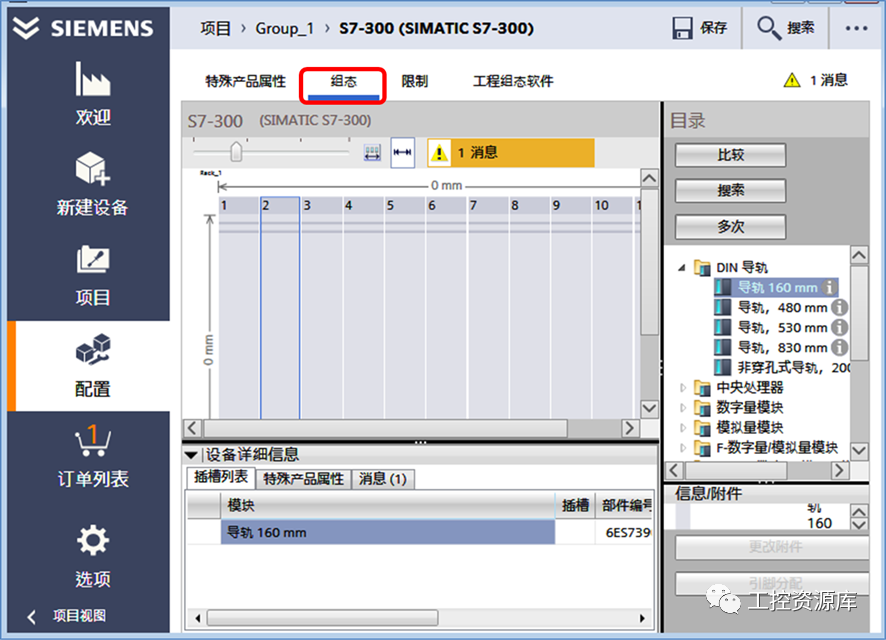 SIEMENS
欢迎
新建设备
项目
配置
1
订单列表
选项
项目视图
项目 › Group_1 › S7-300 (SIMATIC S7-300)
保存
搜索
特殊产品属性 组态 限制 工程组态软件
1 消息
S7-300 (SIMATIC S7-300)
1 消息
Rack_1
0 mm
1 2 3 4 5 6 7 8 9 10 1
0 mm
设备详细信息
插槽列表 特殊产品属性 消息 (1)
模块 插槽 部件编号
导轨 160 mm 6ES739
目录
比较
搜索
多次
DIN 导轨
导轨 160 mm
导轨，480 mm
导轨，530 mm
导轨，830 mm
非穿孔式导轨，200
中央处理器
数字量模块
模拟量模块
F-数字量/模拟量模块
信息/附件
轨
160
更改附件
引脚分配
工控资源库